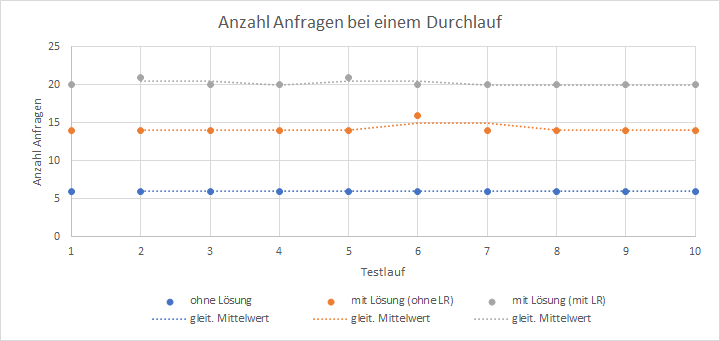 Anzahl Anfragen bei einem Durchlauf
25
20
15
10
5
0
Anzahl Anfragen
1 2 3 4 5 6 7 8 9 10
Testlauf
ohne Lösung mit Lösung (ohne LR) mit Lösung (mit LR)
gleit. Mittelwert gleit. Mittelwert gleit. Mittelwert